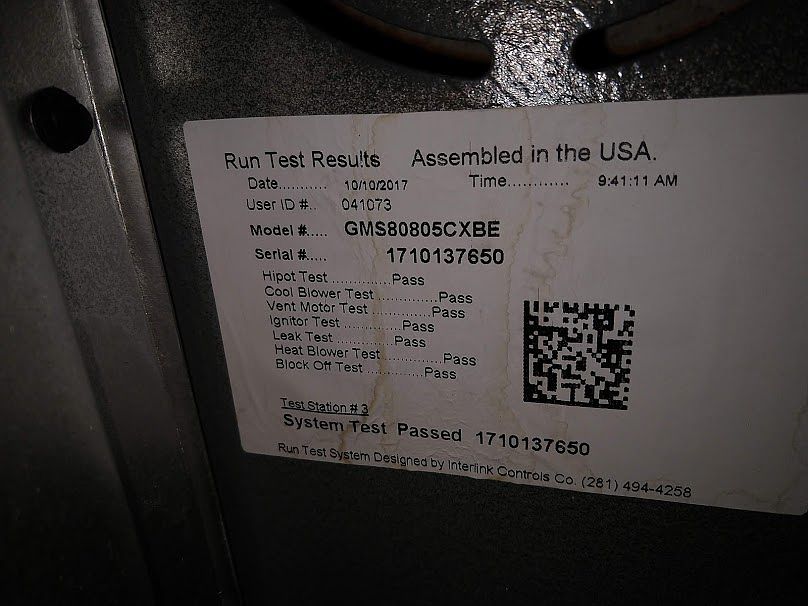 Run Test Results Assembled in the USA.
Date........... 10/10/2017 Time............ 9:41:11 AM
User ID #.. 041073
Model #..... GMS80805CXBE
Serial #..... 1710137650
Hipot Test ..............Pass
Cool Blower Test ..............Pass
Vent Motor Test ..............Pass
Ignitor Test ..............Pass
Leak Test ..............Pass
Heat Blower Test ..............Pass
Block Off Test ..............Pass
Test Station # 3
System Test Passed 1710137650
Run Test System Designed by Interlink Controls Co. (281) 494-4258